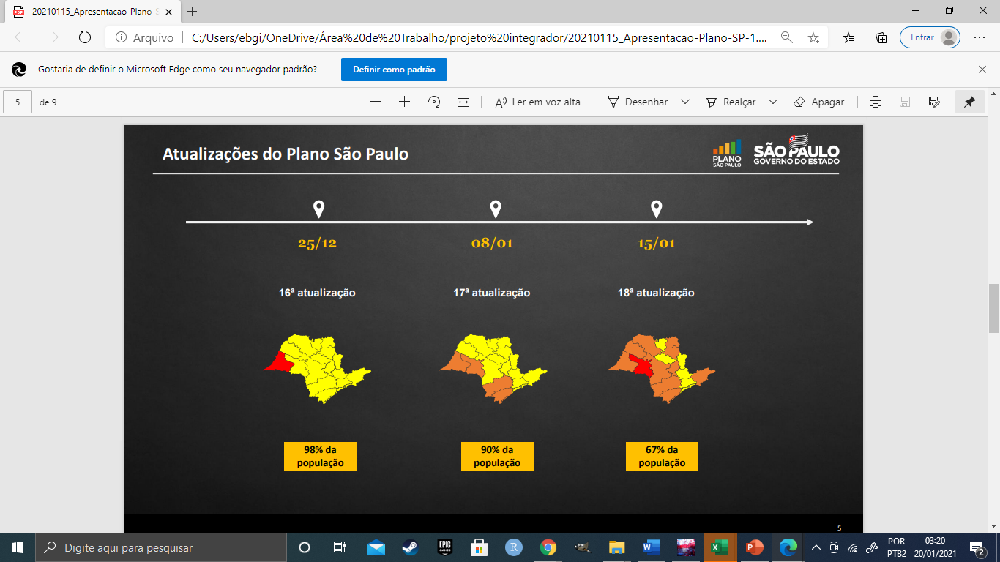 20210115_Apresentacao-Plano-S
Arquivo
C:/Users/ebgi/OneDrive/Área%20de%20Trabalho/projeto%20integrador/20210115_Apresentacao-Plano-SP-1....
Entrar
Gostaria de definir o Microsoft Edge como seu navegador padrão?
Definir como padrão
5
de 9
Ler em voz alta
Desenhar
Realçar
Apagar
Atualizações do Plano São Paulo
PLANO
SÃO PAULO
SÃO PAULO
GOVERNO DO ESTADO
25/12
08/01
15/01
16ª atualização
17ª atualização
18ª atualização
98% da
população
90% da
população
67% da
população
5
Digite aqui para pesquisar
EPIC
GAMES
POR
PTB2
03:20
20/01/2021
2